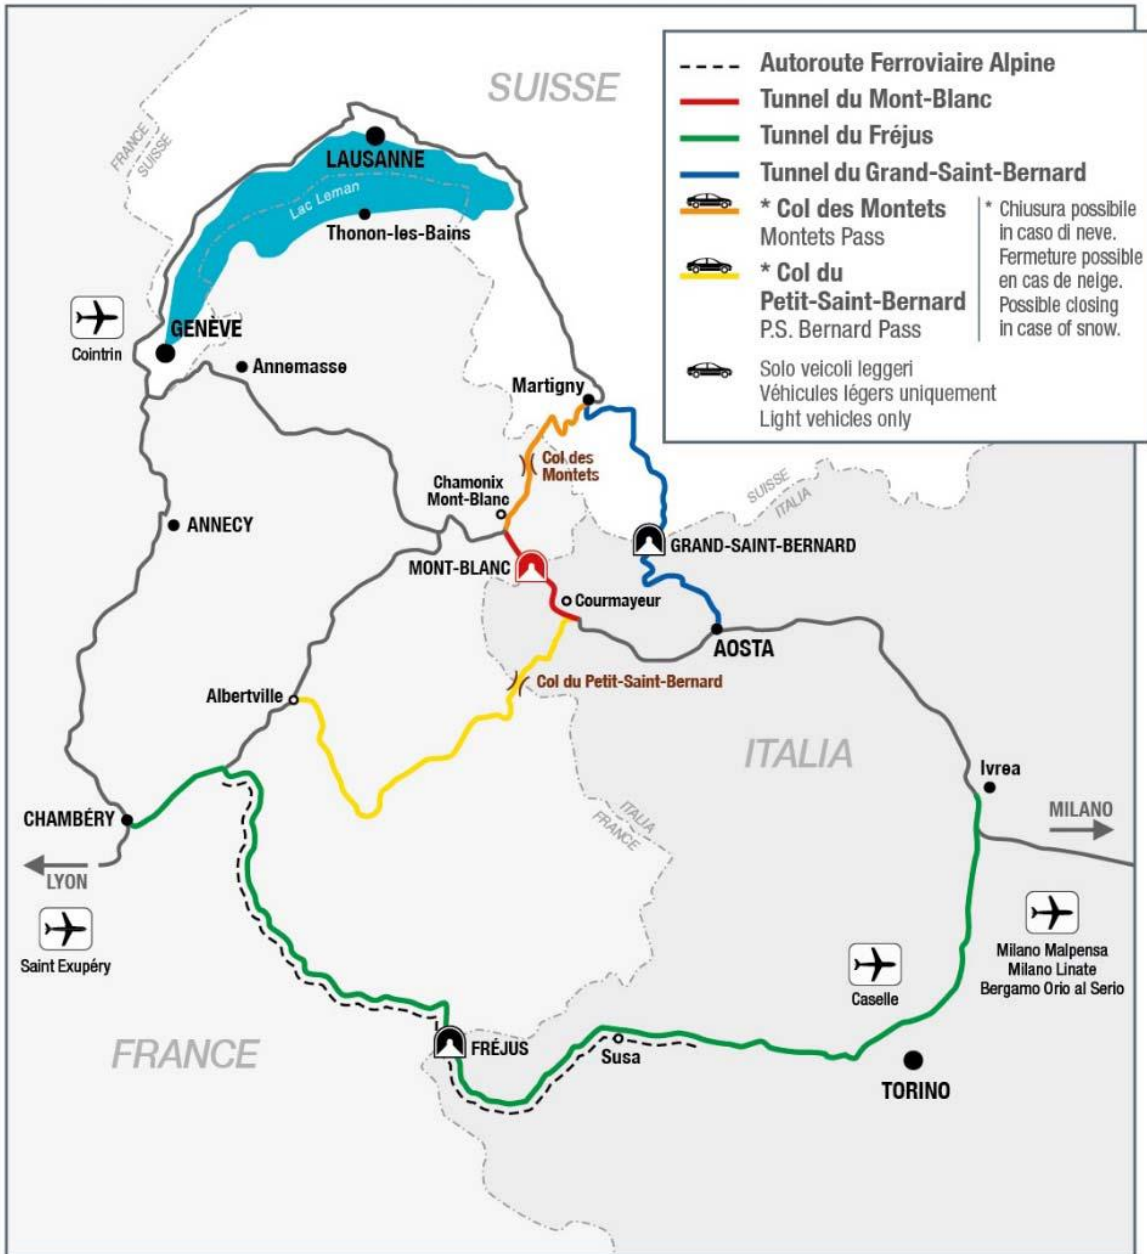 Autoroute Ferroviaire Alpine
Tunnel du Mont-Blanc
Tunnel du Fréjus
Tunnel du Grand-Saint-Bernard
* Col des Montets
Montets Pass
* Col du
Petit-Saint-Bernard
P.S. Bernard Pass
* Chiusura possibile
in caso di neve.
Fermeture possible
en cas de neige.
Possible closing
in case of snow.
Solo veicoli leggeri
Véhicules légers uniquement
Light vehicles only
SUISSE
FRANCE
SUISSE
LAUSANNE
Lac Leman
Thonon-les-Bains
GENÈVE
Cointrin
Annemasse
Martigny
Col des
Montets
Chamonix
Mont-Blanc
SUISSE
ITALIA
ANNECY
GRAND-SAINT-BERNARD
MONT-BLANC
Courmayeur
AOSTA
Col du Petit-Saint-Bernard
Albertville
ITALIA
Ivrea
ITALIA
FRANCE
CHAMBÉRY
MILANO
LYON
Saint Exupéry
Milano Malpensa
Milano Linate
Bergamo Orio al Serio
Caselle
FRANCE
FRÉJUS
Susa
TORINO